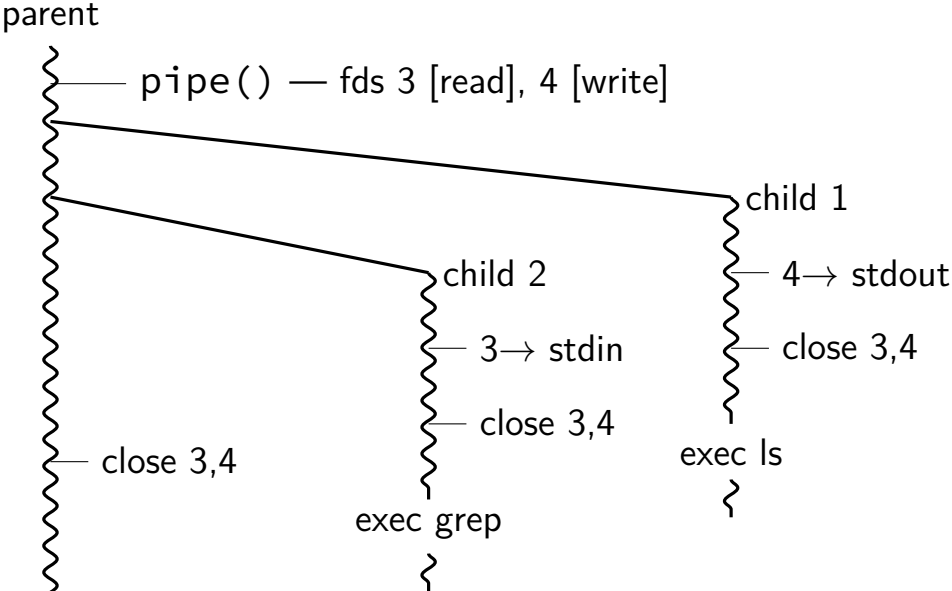 parent
pipe() — fds 3 [read], 4 [write]
child 1
child 2
4→ stdout
3→ stdin
close 3,4
close 3,4
exec ls
close 3,4
exec grep